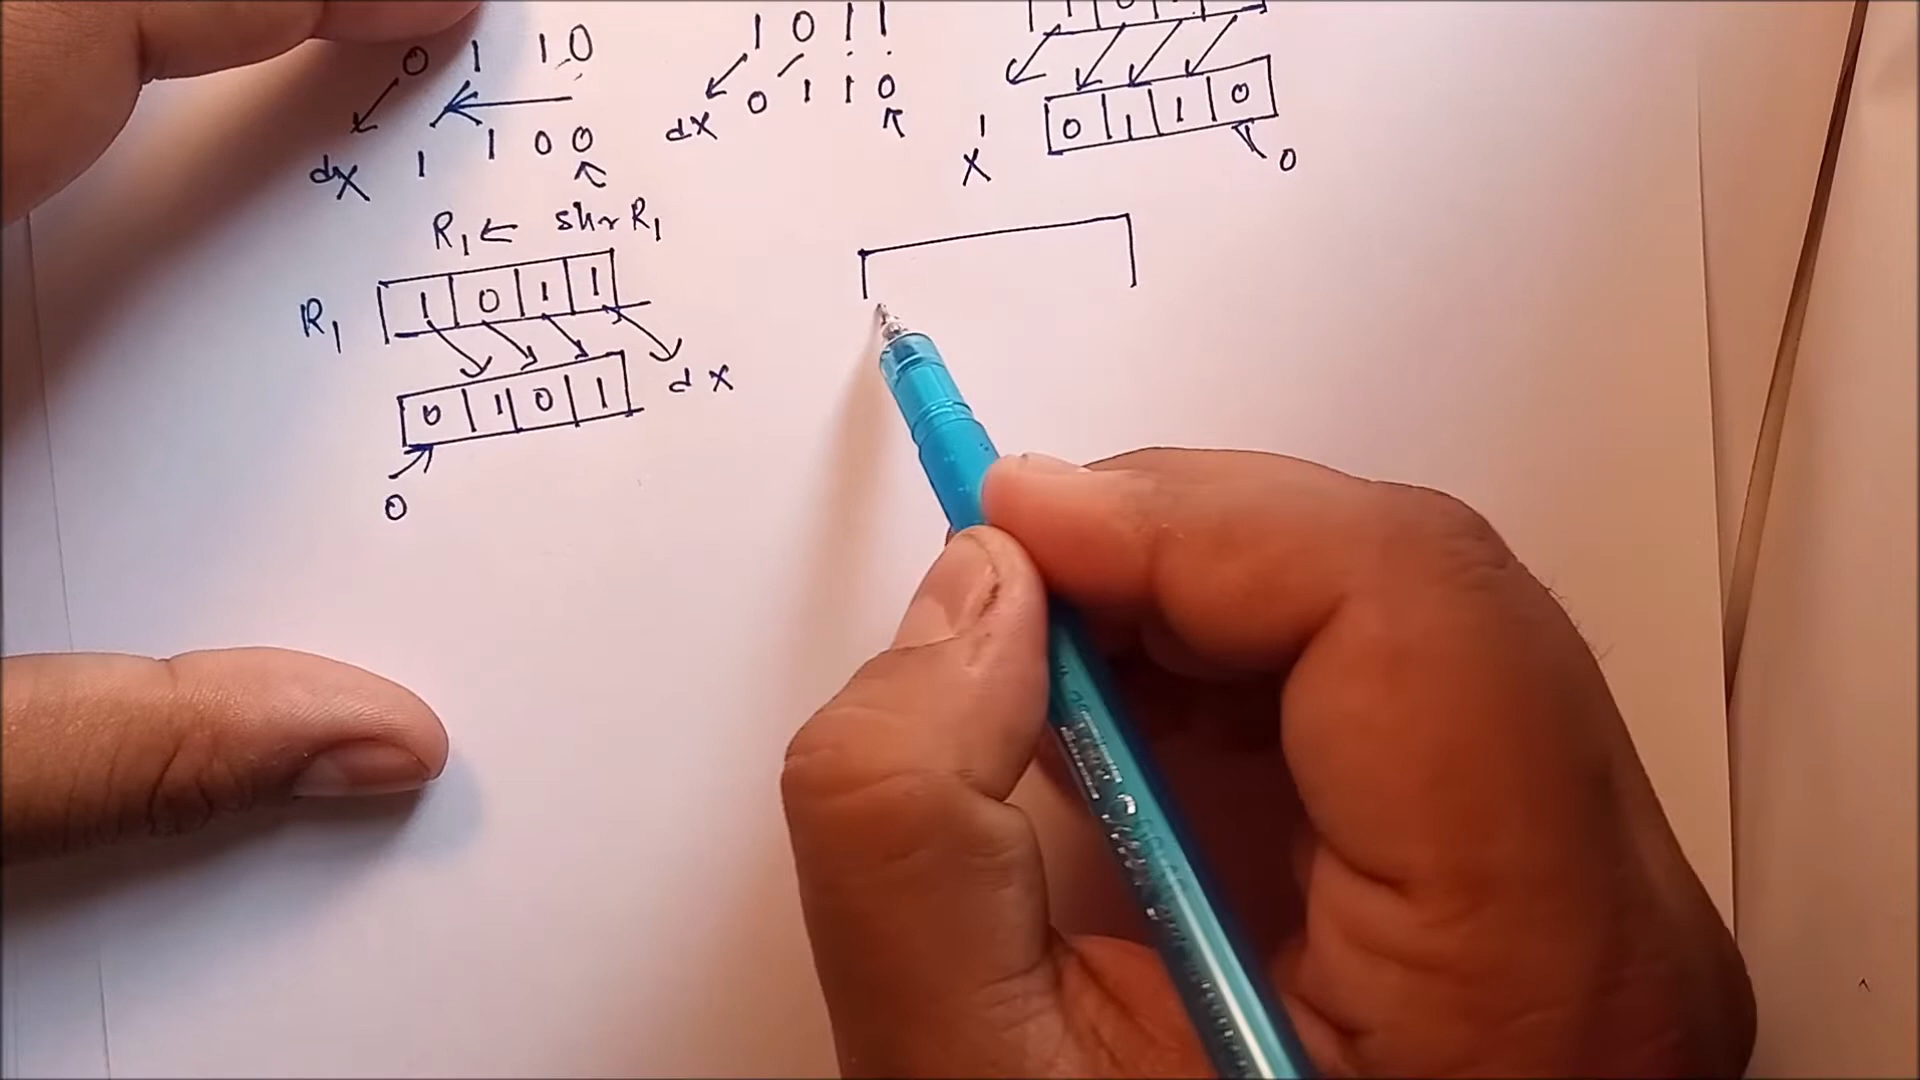 0 1 1 0
dx 1 1 0 0
1 0 1 1
dx 0 1 1 0
1
X
0 1 1 0
0
R1 ← shr R1
R1 1 0 1 1
0 1 0 1
d x
0